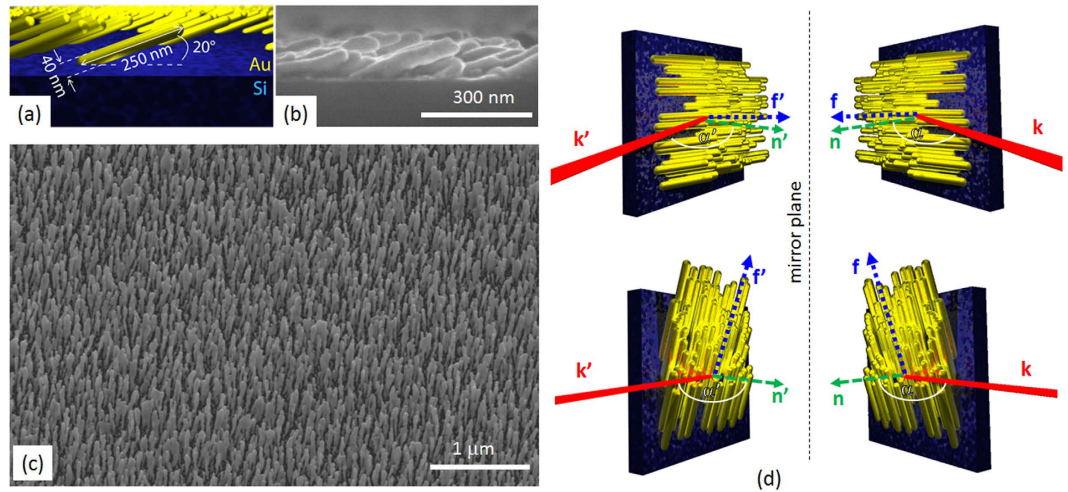 250 nm
20°
40 nm
Au
Si
(a)
(b)
300 nm
(c)
1 µm
f'
k'
α'
n'
f
k
α
n
mirror plane
f'
k'
α'
n'
f
k
α
n
(d)